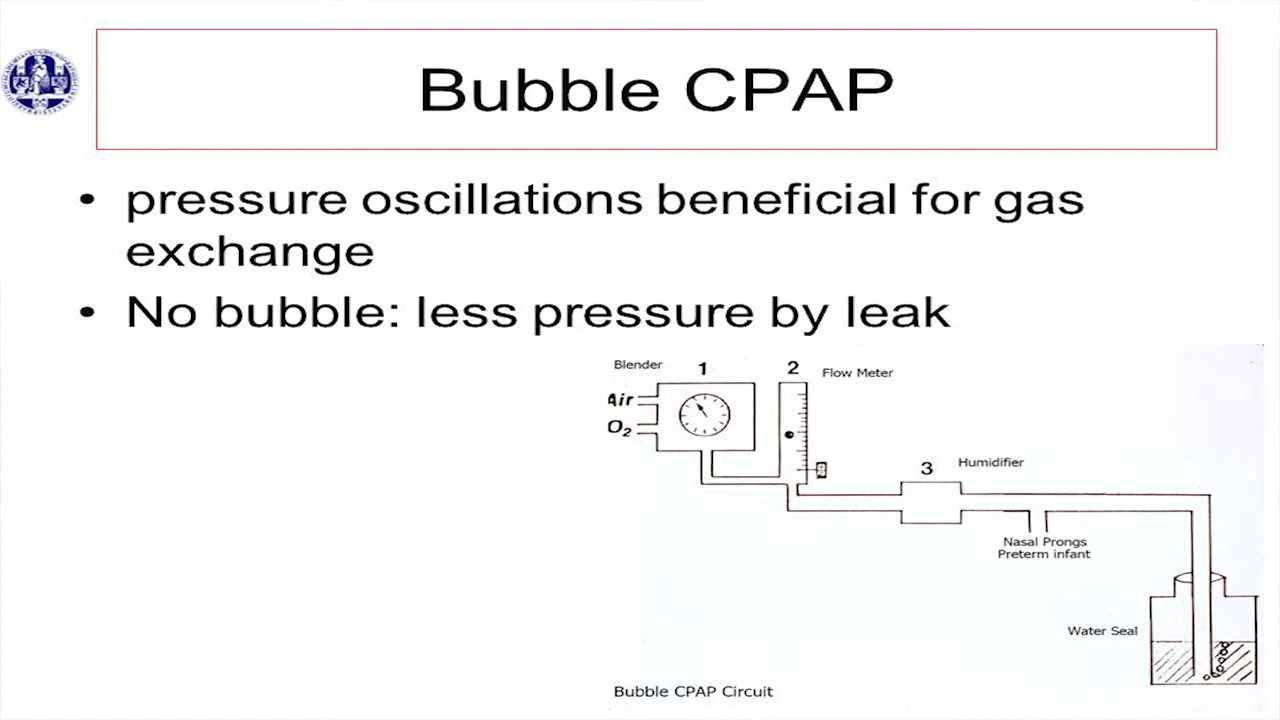 Bubble CPAP
• pressure oscillations beneficial for gas
exchange
• No bubble: less pressure by leak
Blender 1 2 Flow Meter
Air
O2
3 Humidifier
Nasal Prongs
Preterm infant
Water Seal
Bubble CPAP Circuit